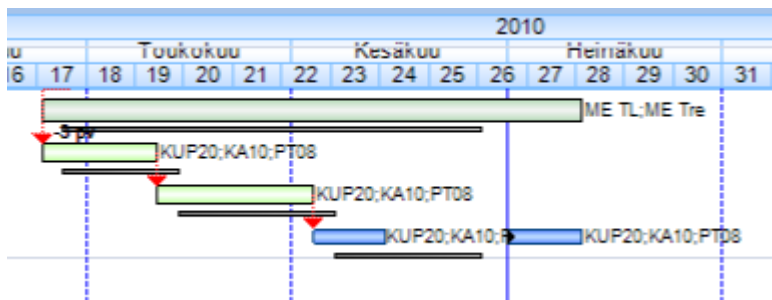 2010
Toukokuu Kesäkuu Heinäkuu
16 17 18 19 20 21 22 23 24 25 26 27 28 29 30 31
ME TL;ME Tre
-3 pv
KUP20;KA10;PT08
KUP20;KA10;PT08
KUP20;KA10;P KUP20;KA10;PT08